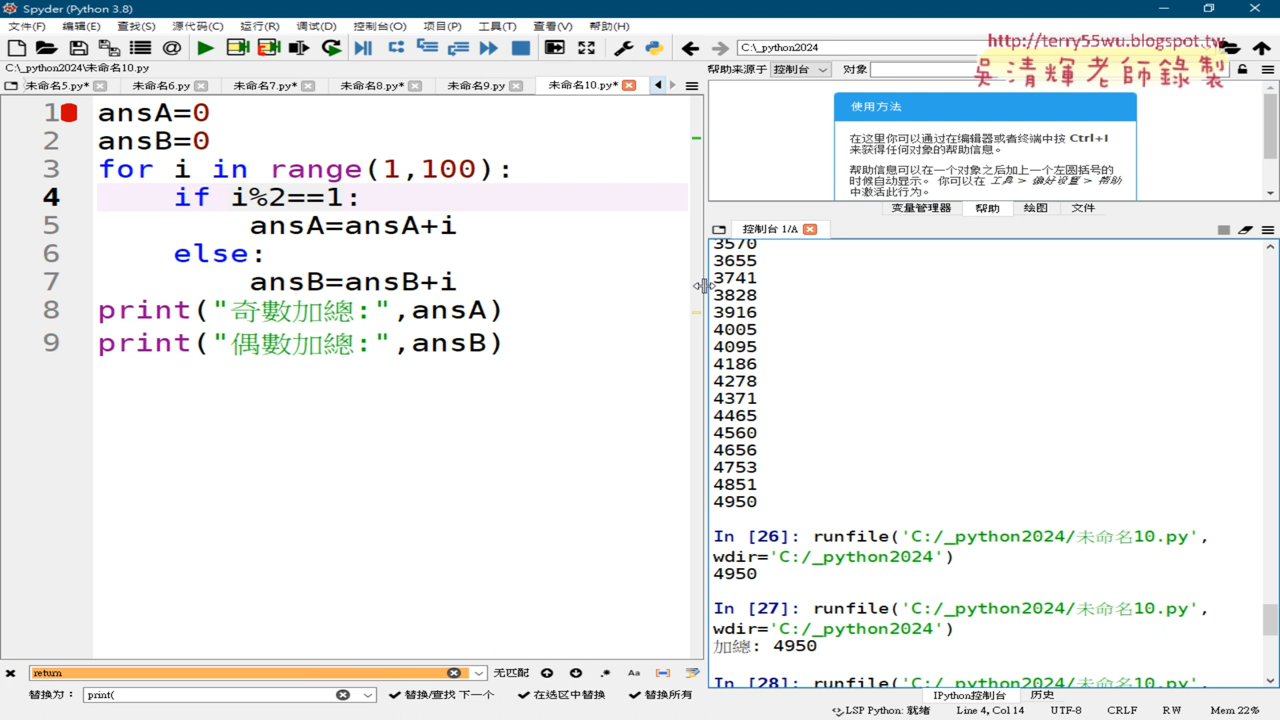 Spyder (Python 3.8)
文件(F) 编辑(E) 查找(S) 源代码(C) 运行(R) 调试(D) 控制台(O) 项目(P) 工具(T) 查看(V) 帮助(H)
C:\_python2024
http://terry55wu.blogspot.tw
吳清輝老師錄製
C:\_python2024\未命名10.py
帮助来源于 控制台 对象
未命名5.py* 未命名6.py 未命名7.py* 未命名8.py* 未命名9.py 未命名10.py*
1 ansA=0
2 ansB=0
3 for i in range(1,100):
4 if i%2==1:
5 ansA=ansA+i
6 else:
7 ansB=ansB+i
8 print("奇數加總:",ansA)
9 print("偶數加總:",ansB)
使用方法
在这里你可以通过在编辑器或者终端中按 Ctrl+I
来获得任何对象的帮助信息。
帮助信息可以在一个对象之后加上一个左圆括号的
时候自动显示。 你可以在 工具 > 偏好设置 > 帮助
中激活此行为。
变量管理器 帮助 绘图 文件
控制台 1/A
3570
3655
3741
3828
3916
4005
4095
4186
4278
4371
4465
4560
4656
4753
4851
4950
In [26]: runfile('C:/_python2024/未命名10.py',
wdir='C:/_python2024')
4950
In [27]: runfile('C:/_python2024/未命名10.py',
wdir='C:/_python2024')
加總: 4950
In [28]: runfile('C:/_python2024/未命名10.py',
return 无匹配 Aa
替换为: print( 替换/查找 下一个 在选区中替换 替换所有
IPython控制台 历史
LSP Python: 就绪 Line 4, Col 14 UTF-8 CRLF RW Mem 22%